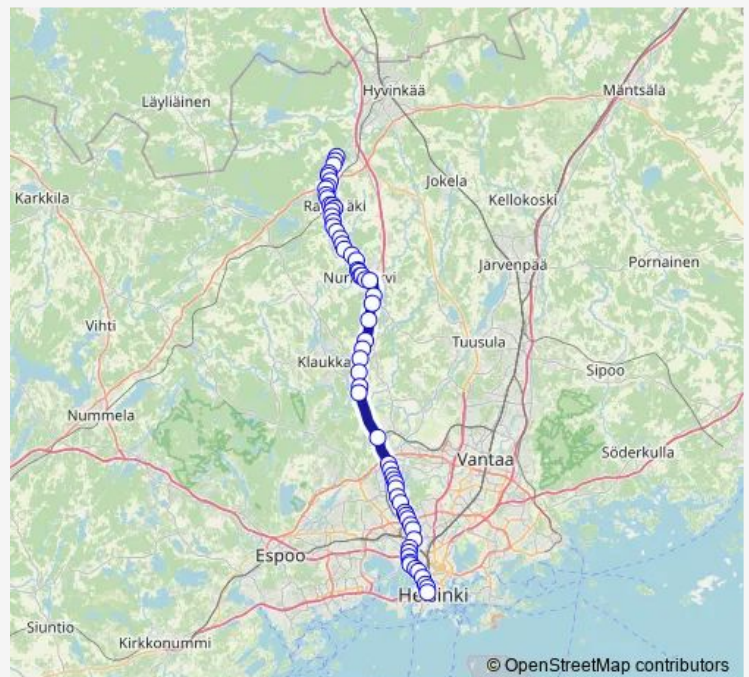 Hyvinkää
Mäntsälä
Läyliäinen
Jokela
Karkkila
Kellokoski
Järvenpää
Pornainen
Vihti
Tuusula
Klaukka
Sipoo
Nummela
Vantaa
Söderkulla
Espoo
Siuntio
Kirkkonummi
© OpenStreetMap contributors